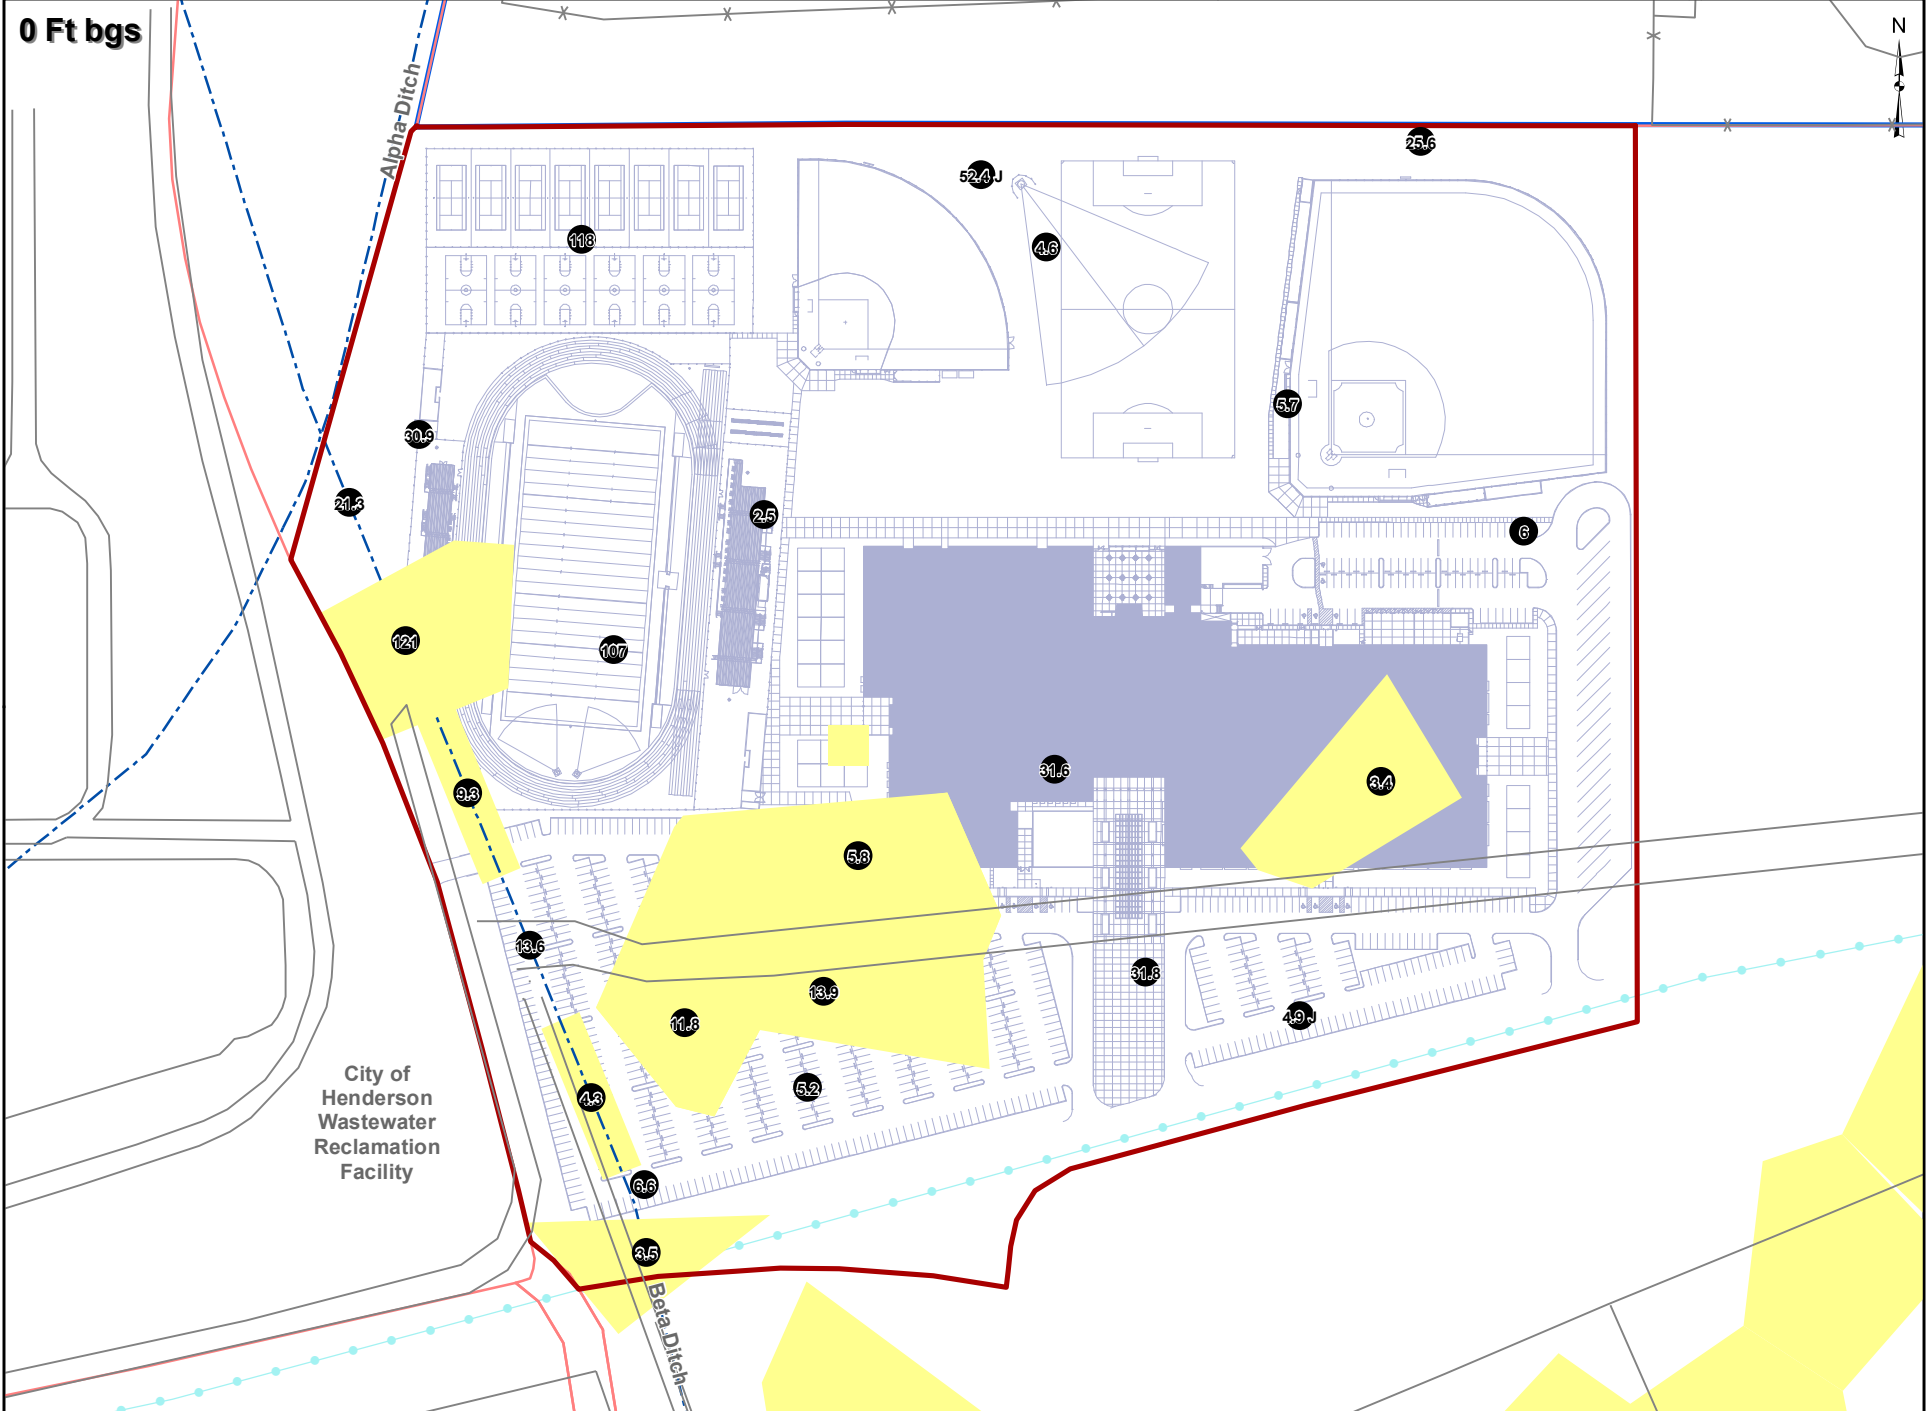 0 Ft bgs
N
Alpha Ditch
25.6
52.4 J
118
4.6
5.7
30.9
21.3
2.5
6
121
107
31.6
3.4
9.3
5.8
13.6
31.8
13.9
11.8
4.9 J
City of
Henderson
Wastewater
Reclamation
Facility
5.2
4.3
6.6
3.5
Beta Ditch